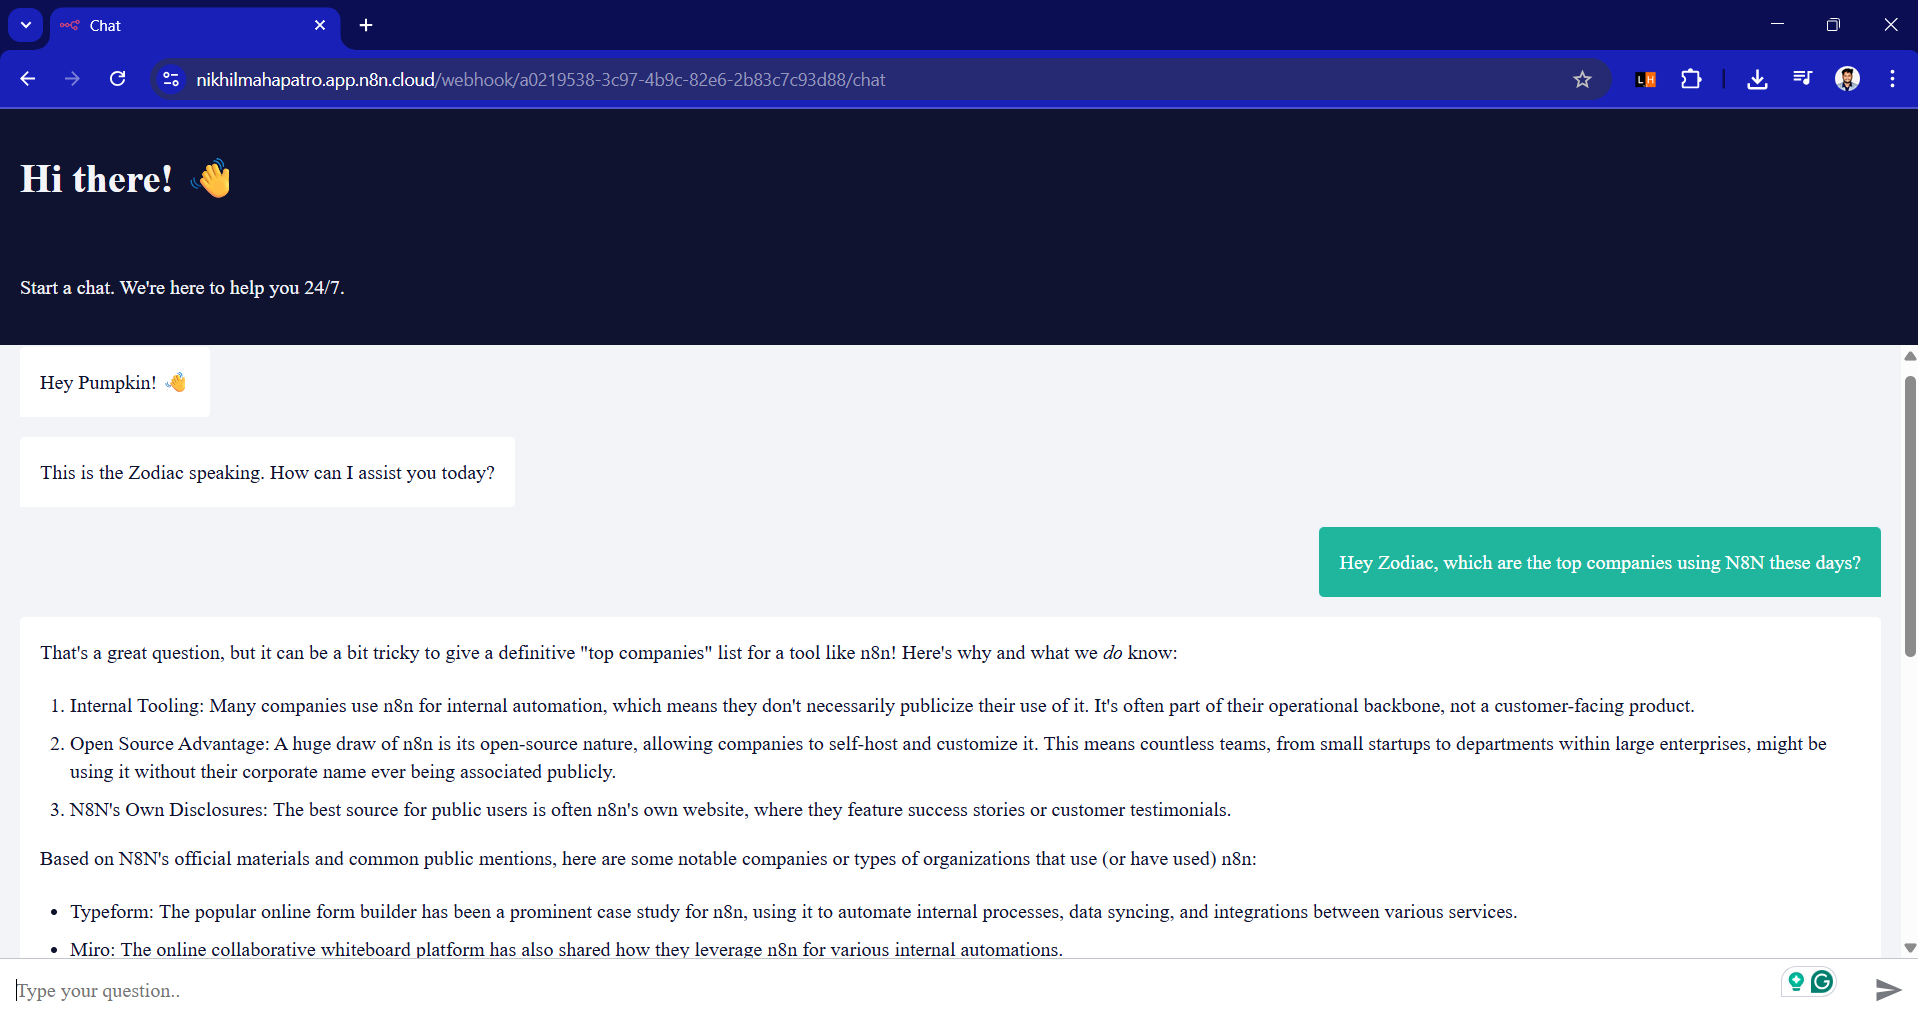 Chat
nikhilmahapatro.app.n8n.cloud/webhook/a0219538-3c97-4b9c-82e6-2b83c7c93d88/chat
LH
Hi there! 👋
Start a chat. We're here to help you 24/7.
Hey Pumpkin! 👋
This is the Zodiac speaking. How can I assist you today?
Hey Zodiac, which are the top companies using N8N these days?
That's a great question, but it can be a bit tricky to give a definitive "top companies" list for a tool like n8n! Here's why and what we do know:
1. Internal Tooling: Many companies use n8n for internal automation, which means they don't necessarily publicize their use of it. It's often part of their operational backbone, not a customer-facing product.
2. Open Source Advantage: A huge draw of n8n is its open-source nature, allowing companies to self-host and customize it. This means countless teams, from small startups to departments within large enterprises, might be
using it without their corporate name ever being associated publicly.
3. N8N's Own Disclosures: The best source for public users is often n8n's own website, where they feature success stories or customer testimonials.
Based on N8N's official materials and common public mentions, here are some notable companies or types of organizations that use (or have used) n8n:
• Typeform: The popular online form builder has been a prominent case study for n8n, using it to automate internal processes, data syncing, and integrations between various services.
• Miro: The online collaborative whiteboard platform has also shared how they leverage n8n for various internal automations.
Type your question..